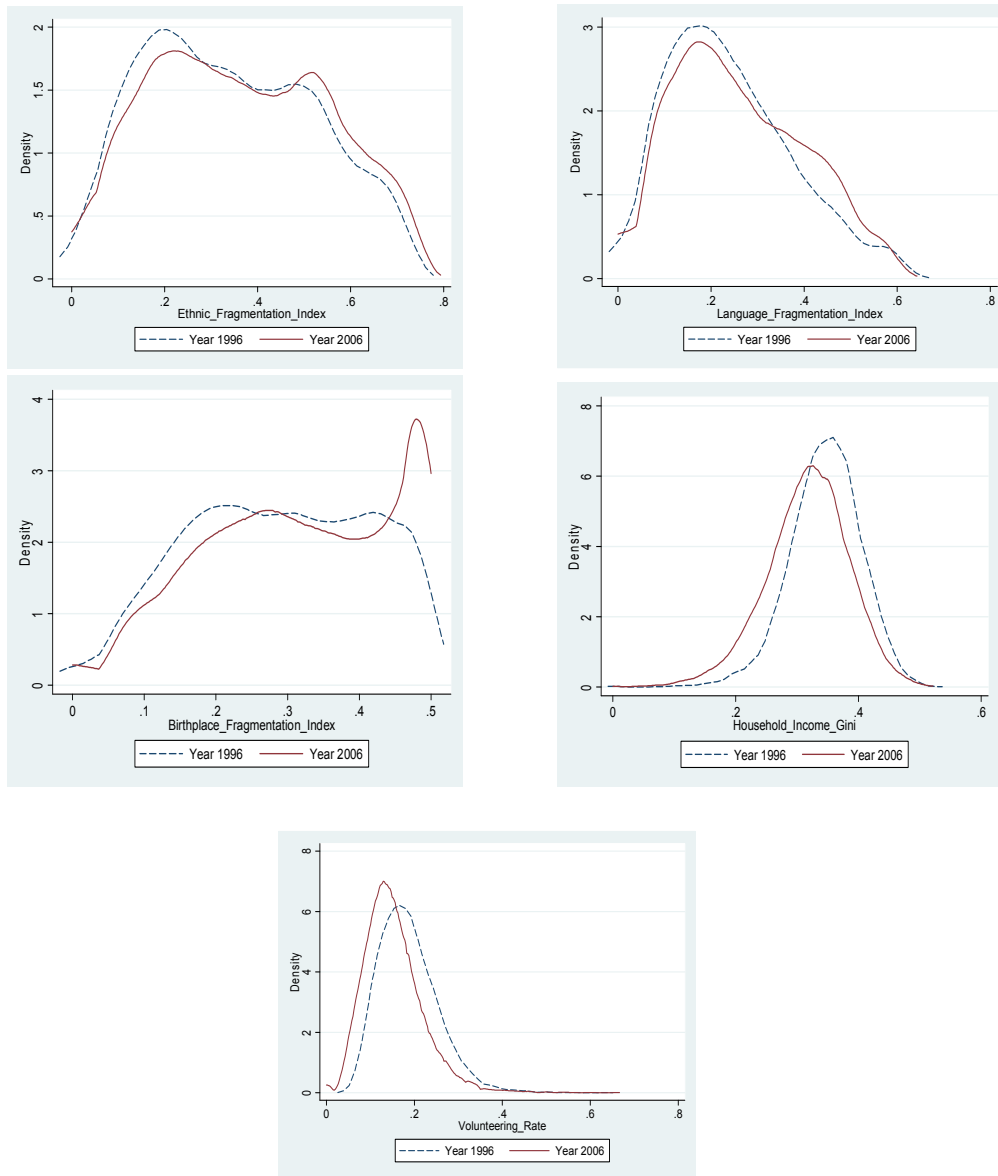 Density
2
1.5
1
.5
0
0 .2 .4 .6 .8
Ethnic_Fragmentation_Index
Year 1996 Year 2006
Density
3
2
1
0
0 .2 .4 .6 .8
Language_Fragmentation_Index
Year 1996 Year 2006
Density
4
3
2
1
0
0 .1 .2 .3 .4 .5
Birthplace_Fragmentation_Index
Year 1996 Year 2006
Density
8
6
4
2
0
0 .2 .4 .6
Household_Income_Gini
Year 1996 Year 2006
Density
8
6
4
2
0
0 .2 .4 .6 .8
Volunteering_Rate
Year 1996 Year 2006